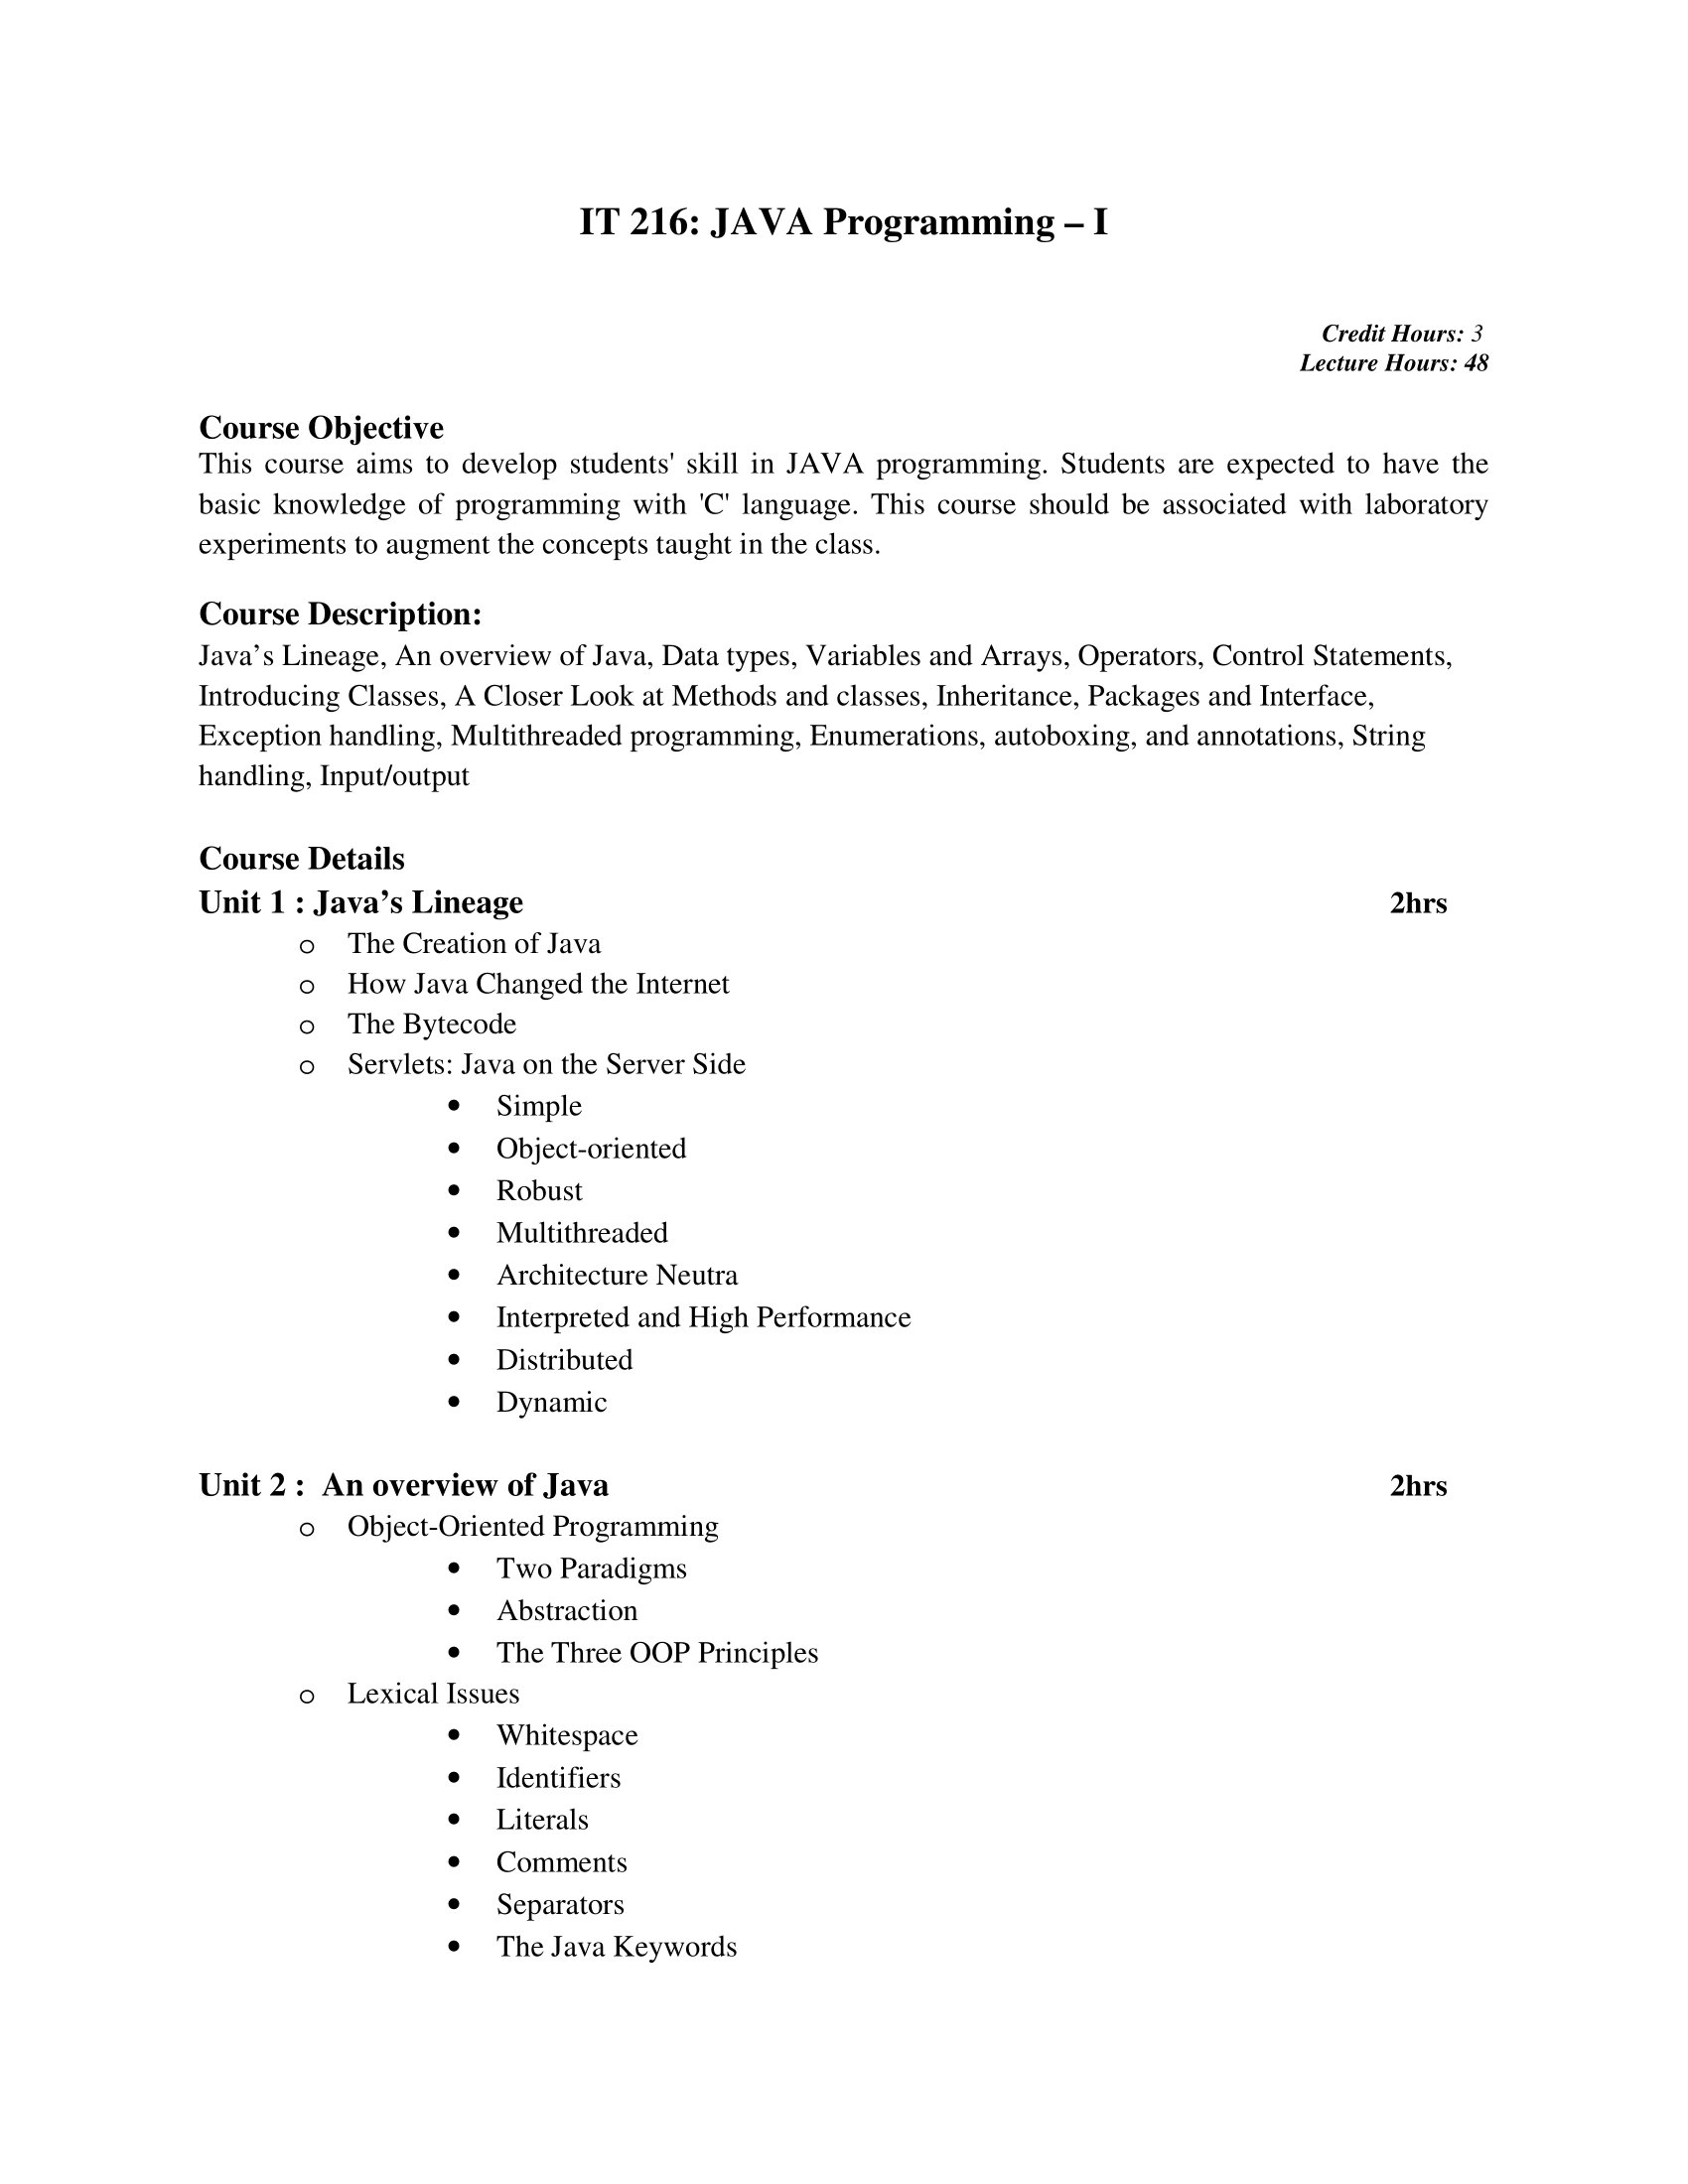 IT 216: JAVA Programming – I
Credit Hours: 3
Lecture Hours: 48
Course Objective
This course aims to develop students' skill in JAVA programming. Students are expected to have the
basic knowledge of programming with 'C' language. This course should be associated with laboratory
experiments to augment the concepts taught in the class.
Course Description:
Java’s Lineage, An overview of Java, Data types, Variables and Arrays, Operators, Control Statements,
Introducing Classes, A Closer Look at Methods and classes, Inheritance, Packages and Interface,
Exception handling, Multithreaded programming, Enumerations, autoboxing, and annotations, String
handling, Input/output
Course Details
Unit 1 : Java’s Lineage 2hrs
o The Creation of Java
o How Java Changed the Internet
o The Bytecode
o Servlets: Java on the Server Side
• Simple
• Object-oriented
• Robust
• Multithreaded
• Architecture Neutra
• Interpreted and High Performance
• Distributed
• Dynamic
Unit 2 : An overview of Java 2hrs
o Object-Oriented Programming
• Two Paradigms
• Abstraction
• The Three OOP Principles
o Lexical Issues
• Whitespace
• Identifiers
• Literals
• Comments
• Separators
• The Java Keywords